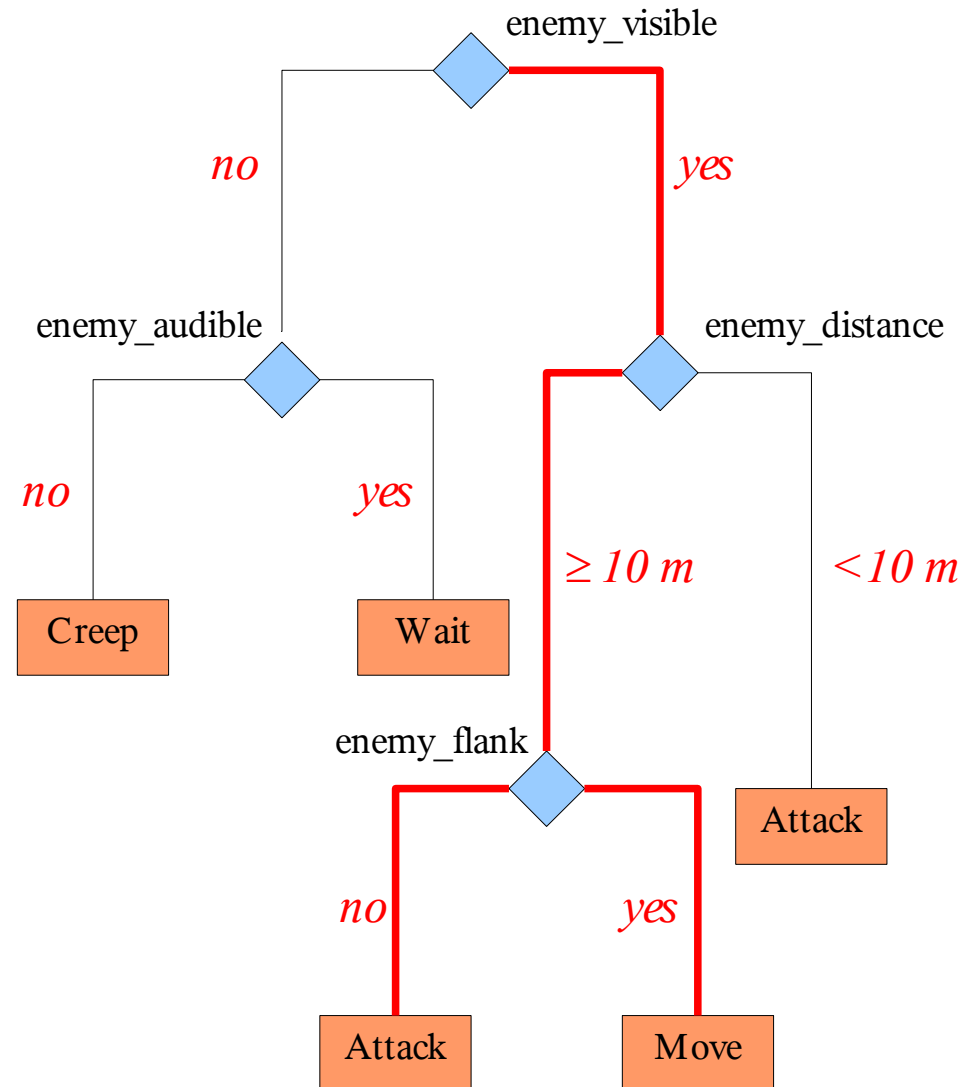 enemy_visible
no
yes
enemy_audible
enemy_distance
no
yes
≥ 10 m
< 10 m
Creep
Wait
enemy_flank
Attack
no
yes
Attack
Move